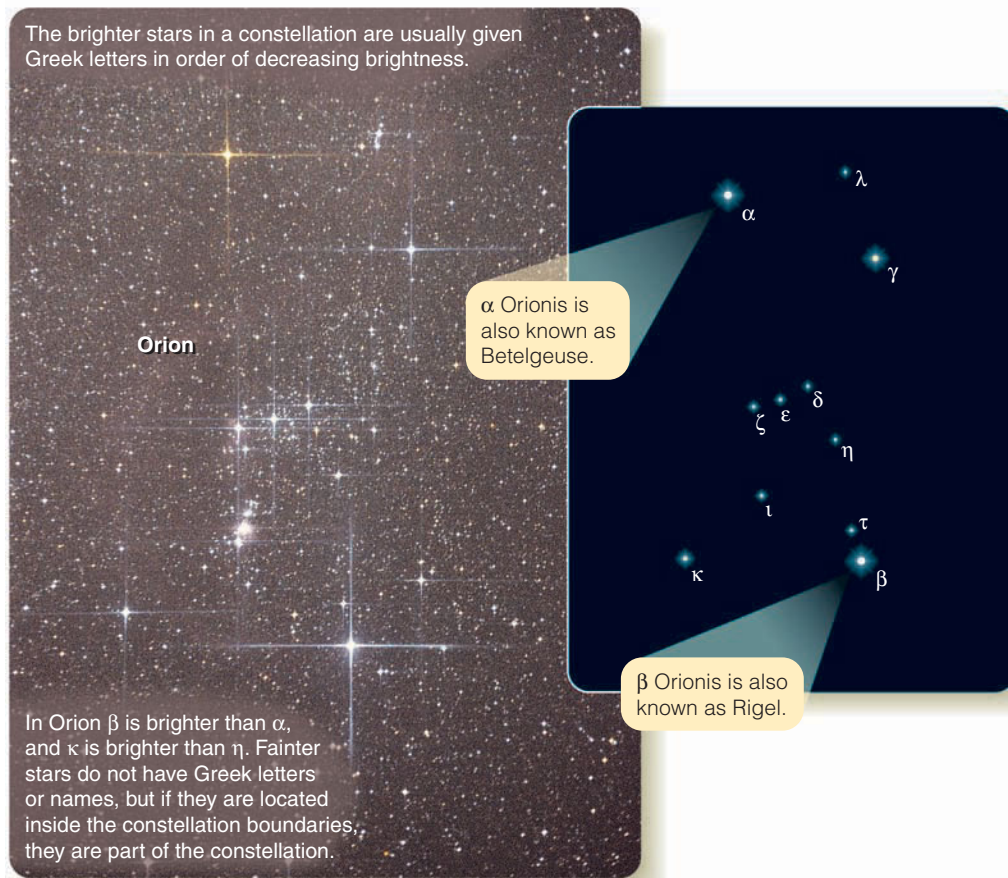 The brighter stars in a constellation are usually given
Greek letters in order of decreasing brightness.
Orion
α Orionis is
also known as
Betelgeuse.
λ
α
γ
δ
ε
ζ
η
ι
τ
κ
β
β Orionis is also
known as Rigel.
In Orion β is brighter than α,
and κ is brighter than η. Fainter
stars do not have Greek letters
or names, but if they are located
inside the constellation boundaries,
they are part of the constellation.